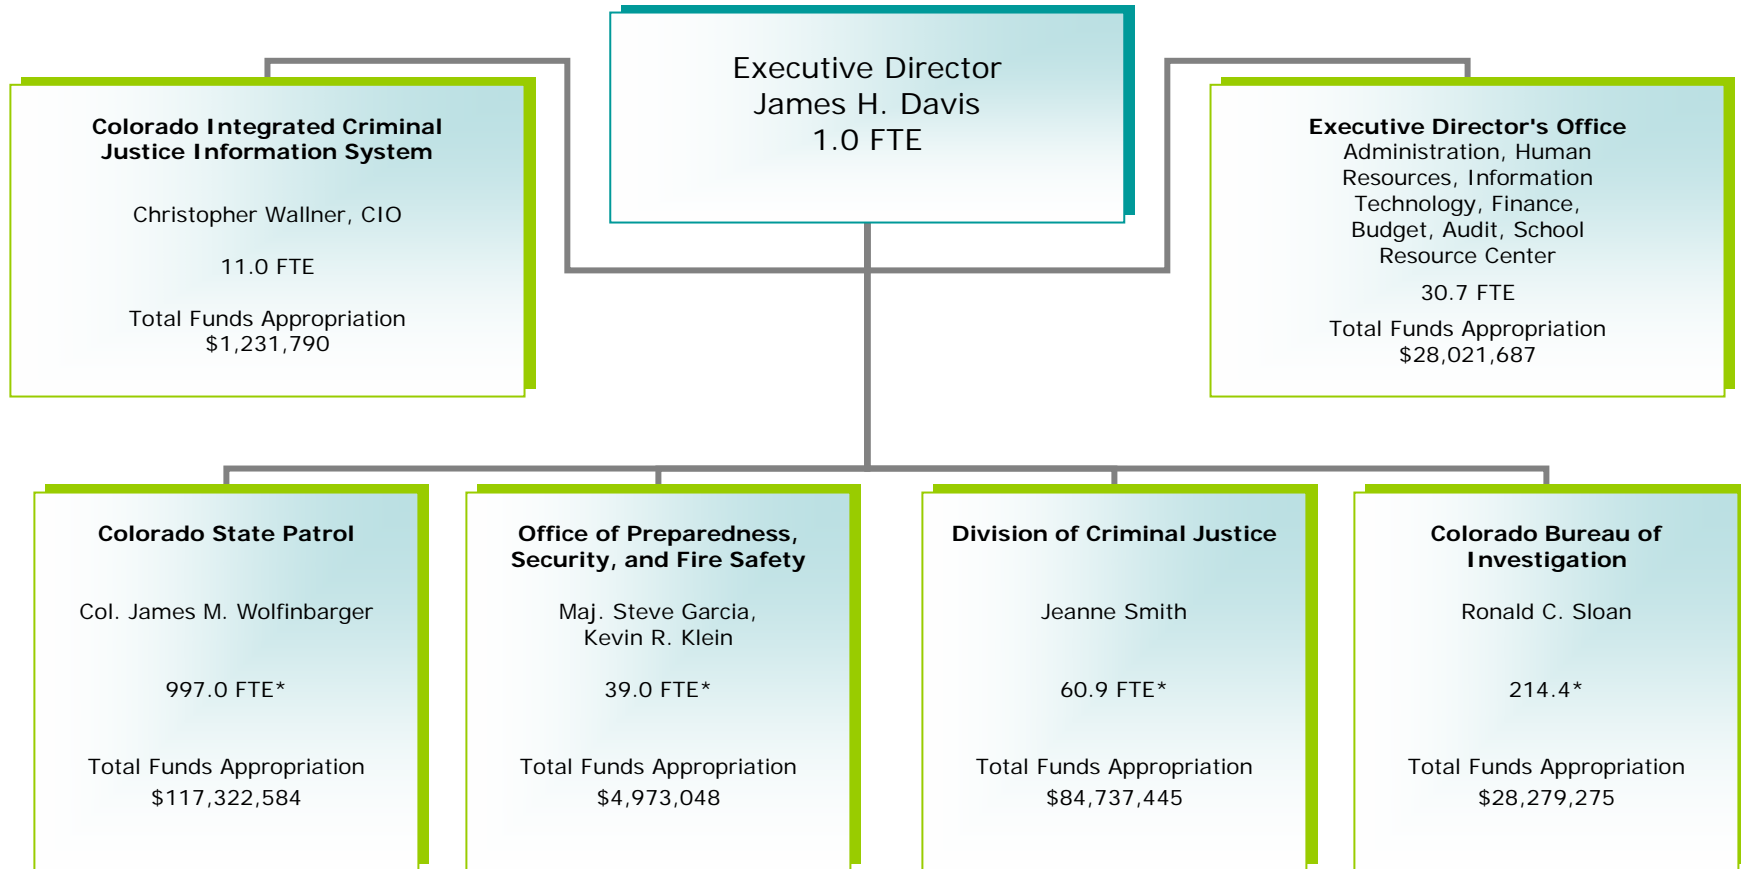 Executive Director
James H. Davis
1.0 FTE
Colorado Integrated Criminal
Justice Information System
Christopher Wallner, CIO
11.0 FTE
Total Funds Appropriation
$1,231,790
Executive Director's Office
Administration, Human
Resources, Information
Technology, Finance,
Budget, Audit, School
Resource Center
30.7 FTE
Total Funds Appropriation
$28,021,687
Colorado State Patrol
Col. James M. Wolfinbarger
997.0 FTE*
Total Funds Appropriation
$117,322,584
Office of Preparedness,
Security, and Fire Safety
Maj. Steve Garcia,
Kevin R. Klein
39.0 FTE*
Total Funds Appropriation
$4,973,048
Division of Criminal Justice
Jeanne Smith
60.9 FTE*
Total Funds Appropriation
$84,737,445
Colorado Bureau of
Investigation
Ronald C. Sloan
214.4*
Total Funds Appropriation
$28,279,275